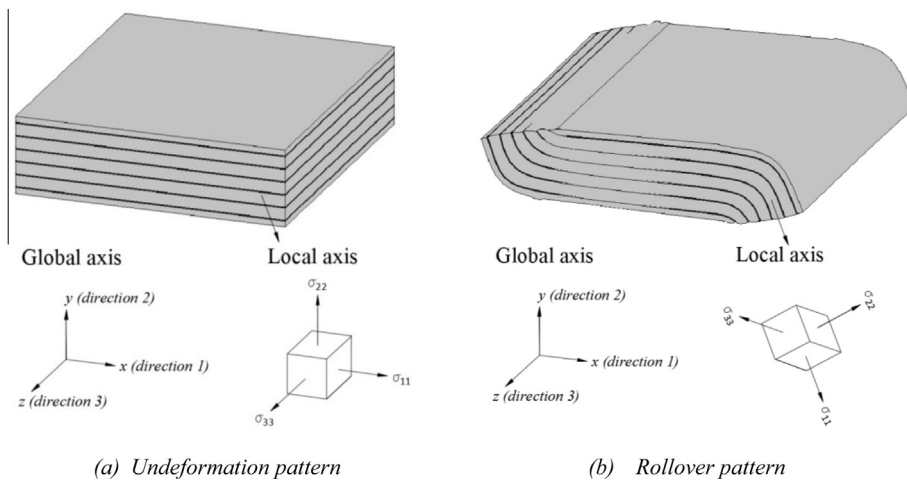 Global axis
Local axis
σ22
y (direction 2)
x (direction 1)
z (direction 3)
σ11
σ33
(a) Undeformation pattern
Global axis
Local axis
y (direction 2)
x (direction 1)
z (direction 3)
σ33
σ22
σ11
(b) Rollover pattern